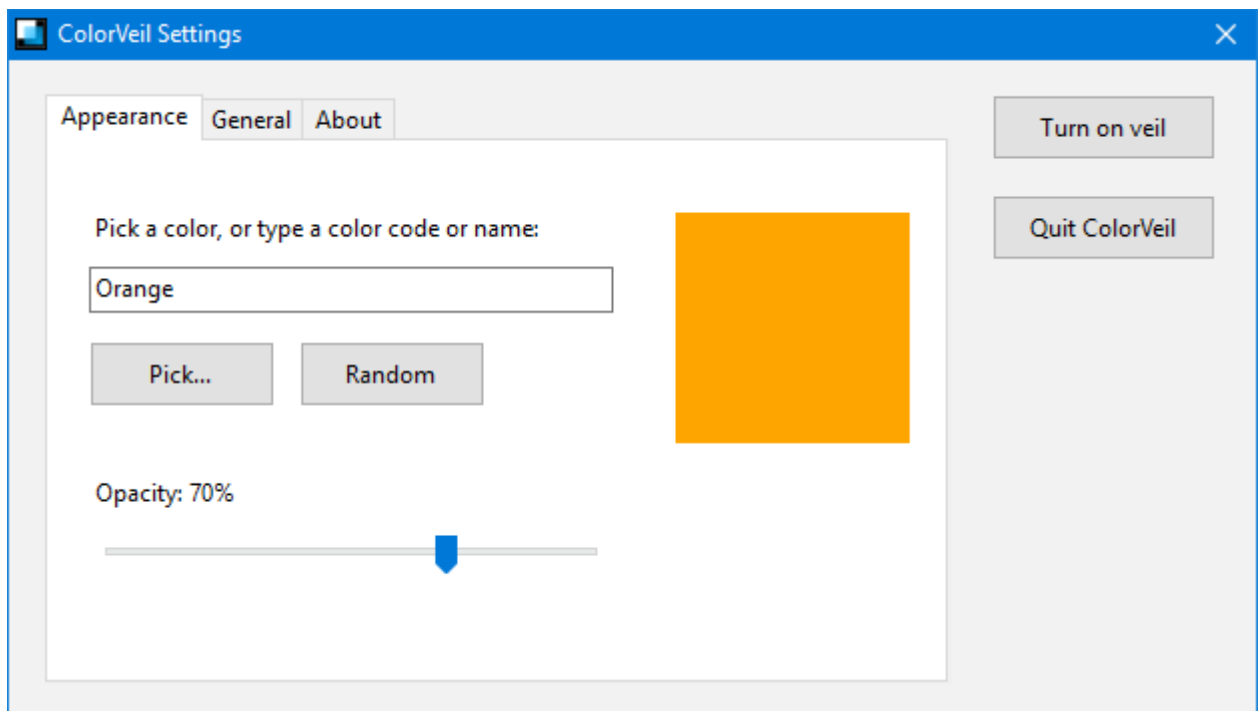 ColorVeil Settings
Appearance General About
Turn on veil
Quit ColorVeil
Pick a color, or type a color code or name:
Orange
Pick... Random
Opacity: 70%